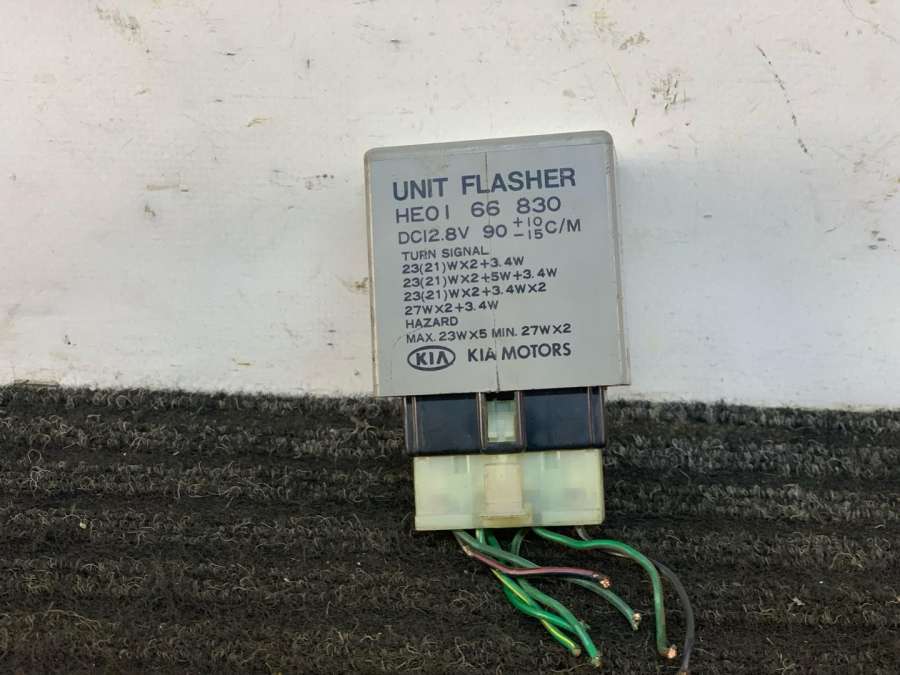 UNIT FLASHER
HE01 66 830
DC12.8V 90 +10 -15 C/M
TURN SIGNAL
23(21)WX2+3.4W
23(21)WX2+5W+3.4W
23(21)WX2+3.4WX2
27WX2+3.4W
HAZARD
MAX. 23WX5 MIN. 27WX2
KIA KIA MOTORS